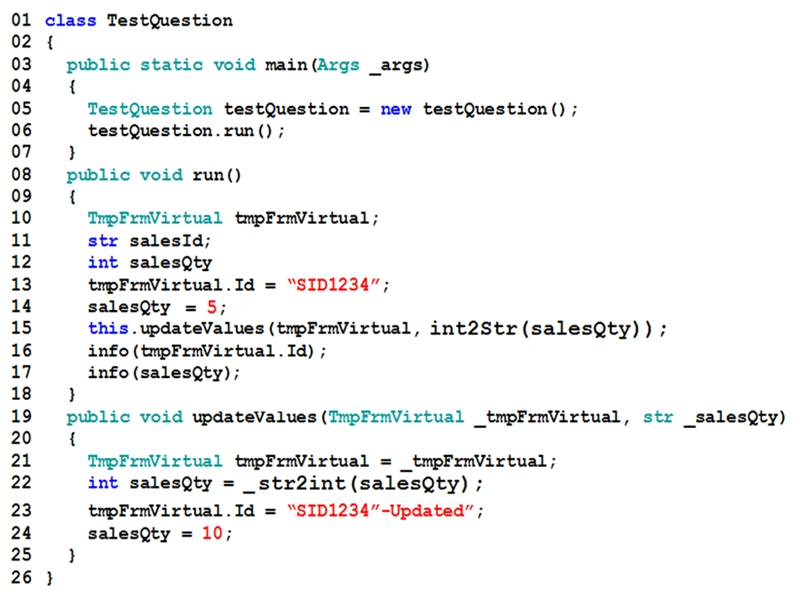 01 class TestQuestion
02 {
03 public static void main(Args _args)
04 {
05 TestQuestion testQuestion = new testQuestion();
06 testQuestion.run();
07 }
08 public void run()
09 {
10 TmpFrmVirtual tmpFrmVirtual;
11 str salesId;
12 int salesQty
13 tmpFrmVirtual.Id = “SID1234”;
14 salesQty = 5;
15 this.updateValues(tmpFrmVirtual, int2Str(salesQty));
16 info(tmpFrmVirtual.Id);
17 info(salesQty);
18 }
19 public void updateValues(TmpFrmVirtual _tmpFrmVirtual, str _salesQty)
20 {
21 TmpFrmVirtual tmpFrmVirtual = _tmpFrmVirtual;
22 int salesQty = _str2int(salesQty);
23 tmpFrmVirtual.Id = “SID1234”-Updated”;
24 salesQty = 10;
25 }
26 }